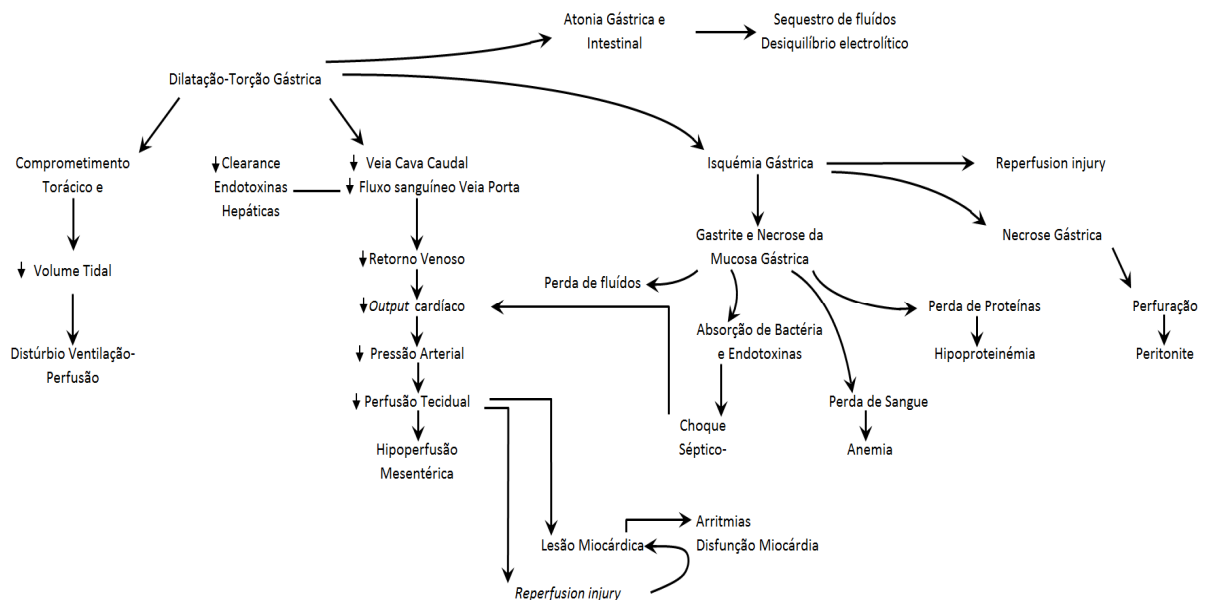 Atonia Gástrica e
Intestinal
Sequestro de fluídos
Desiquilíbrio electrolítico
Dilatação-Torção Gástrica
Comprometimento
Torácico e
↓ Volume Tidal
Distúrbio Ventilação-
Perfusão
↓ Clearance
Endotoxinas
Hepáticas
↓ Veia Cava Caudal
↓ Fluxo sanguíneo Veia Porta
↓ Retorno Venoso
↓ Output cardíaco
↓ Pressão Arterial
↓ Perfusão Tecidual
Hipoperfusão
Mesentérica
Lesão Miocárdica
Reperfusion injury
Arritmias
Disfunção Miocárdia
Isquémia Gástrica
Reperfusion injury
Gastrite e Necrose da
Mucosa Gástrica
Necrose Gástrica
Perda de fluídos
Absorção de Bactéria
e Endotoxinas
Choque
Séptico-
Perda de Sangue
Anemia
Perda de Proteínas
Hipoproteinémia
Perfuração
Peritonite